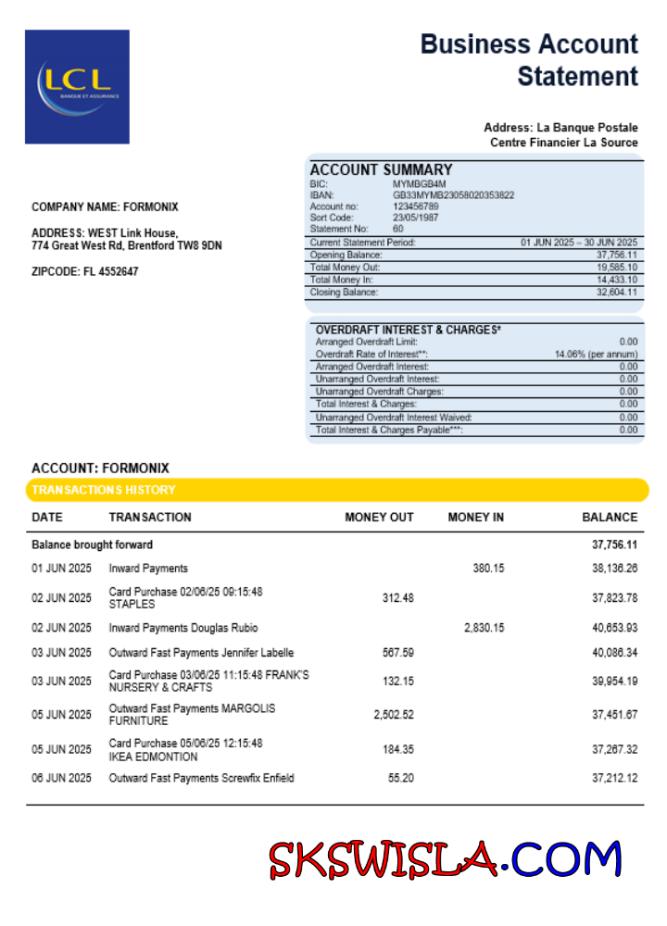 LCL
BANQUE ET ASSURANCE
Business Account
Statement
Address: La Banque Postale
Centre Financier La Source
COMPANY NAME: FORMONIX
ADDRESS: WEST Link House,
774 Great West Rd, Brentford TW8 9DN
ZIPCODE: FL 4552647
ACCOUNT SUMMARY
BIC: MYMBGB4M
IBAN: GB33MYMB23058020353822
Account no: 123456789
Sort Code: 23/05/1987
Statement No: 60
Current Statement Period: 01 JUN 2025 – 30 JUN 2025
Opening Balance: 37,756.11
Total Money Out: 19,585.10
Total Money In: 14,433.10
Closing Balance: 32,604.11
OVERDRAFT INTEREST & CHARGES*
Arranged Overdraft Limit: 0.00
Overdraft Rate of Interest**: 14.06% (per annum)
Arranged Overdraft Interest: 0.00
Unarranged Overdraft Interest: 0.00
Unarranged Overdraft Charges: 0.00
Total Interest & Charges: 0.00
Unarranged Overdraft Interest Waived: 0.00
Total Interest & Charges Payable***: 0.00
ACCOUNT: FORMONIX
TRANSACTIONS HISTORY
DATE TRANSACTION MONEY OUT MONEY IN BALANCE
Balance brought forward 37,756.11
01 JUN 2025 Inward Payments 380.15 38,136.26
02 JUN 2025 Card Purchase 02/06/25 09:15:48 312.48 37,823.78
STAPLES
02 JUN 2025 Inward Payments Douglas Rubio 2,830.15 40,653.93
03 JUN 2025 Outward Fast Payments Jennifer Labelle 567.59 40,086.34
03 JUN 2025 Card Purchase 03/06/25 11:15:48 FRANK'S 132.15 39,954.19
NURSERY & CRAFTS
05 JUN 2025 Outward Fast Payments MARGOLIS 2,502.52 37,451.67
FURNITURE
05 JUN 2025 Card Purchase 05/06/25 12:15:48 184.35 37,267.32
IKEA EDMONTION
06 JUN 2025 Outward Fast Payments Screwfix Enfield 55.20 37,212.12
SKSWISLA.COM